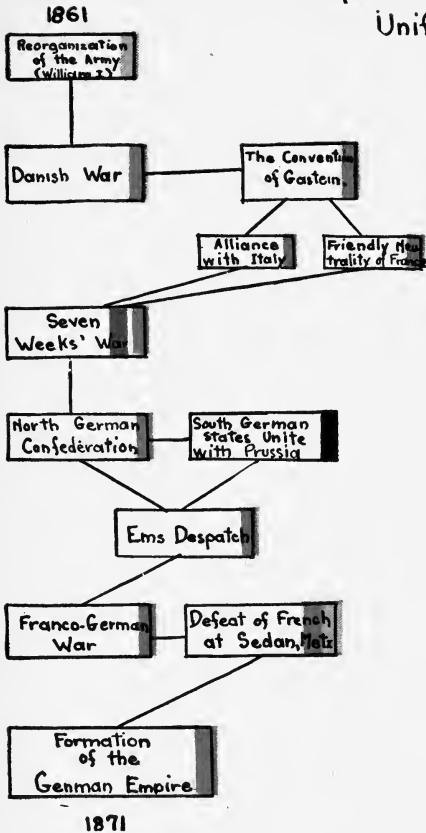 1861
Unif
Reorganization
of the Army
(William I)
Danish War
The Convention
of Gastein.
Alliance
with Italy
Friendly Neu
trality of France
Seven
Weeks' War
North German
Confederation
South German
states Unite
with Prussia
Ems Despatch
Franco-German
War
Defeat of French
at Sedan, Metz
Formation
of the
Genman Empire
1871